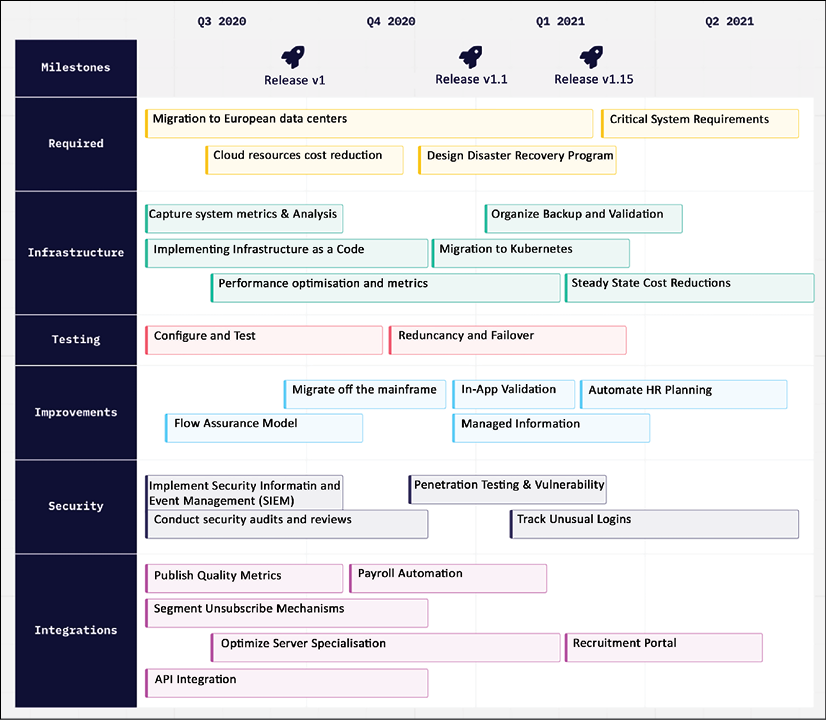 Q3 2020 Q4 2020 Q1 2021 Q2 2021
Milestones
Release v1 Release v1.1 Release v1.15
Required
Migration to European data centers Critical System Requirements
Cloud resources cost reduction Design Disaster Recovery Program
Infrastructure
Capture system metrics & Analysis Organize Backup and Validation
Implementing Infrastructure as a Code Migration to Kubernetes
Performance optimisation and metrics Steady State Cost Reductions
Testing
Configure and Test Reduncancy and Failover
Improvements
Migrate off the mainframe In-App Validation Automate HR Planning
Flow Assurance Model Managed Information
Security
Implement Security Informatin and
Event Management (SIEM)
Penetration Testing & Vulnerability
Conduct security audits and reviews Track Unusual Logins
Integrations
Publish Quality Metrics Payroll Automation
Segment Unsubscribe Mechanisms
Optimize Server Specialisation Recruitment Portal
API Integration